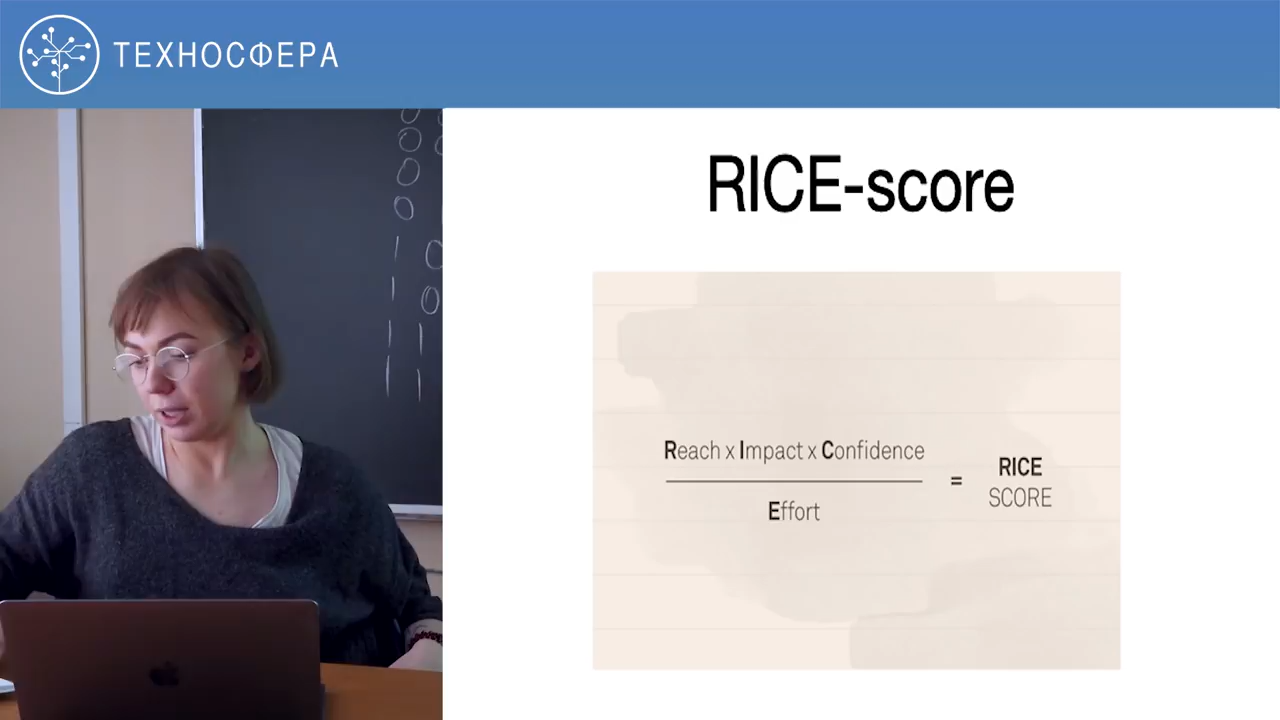 ТЕХНОСФЕРА
RICE-score
Reach x Impact x Confidence
Effort
=
RICE
SCORE